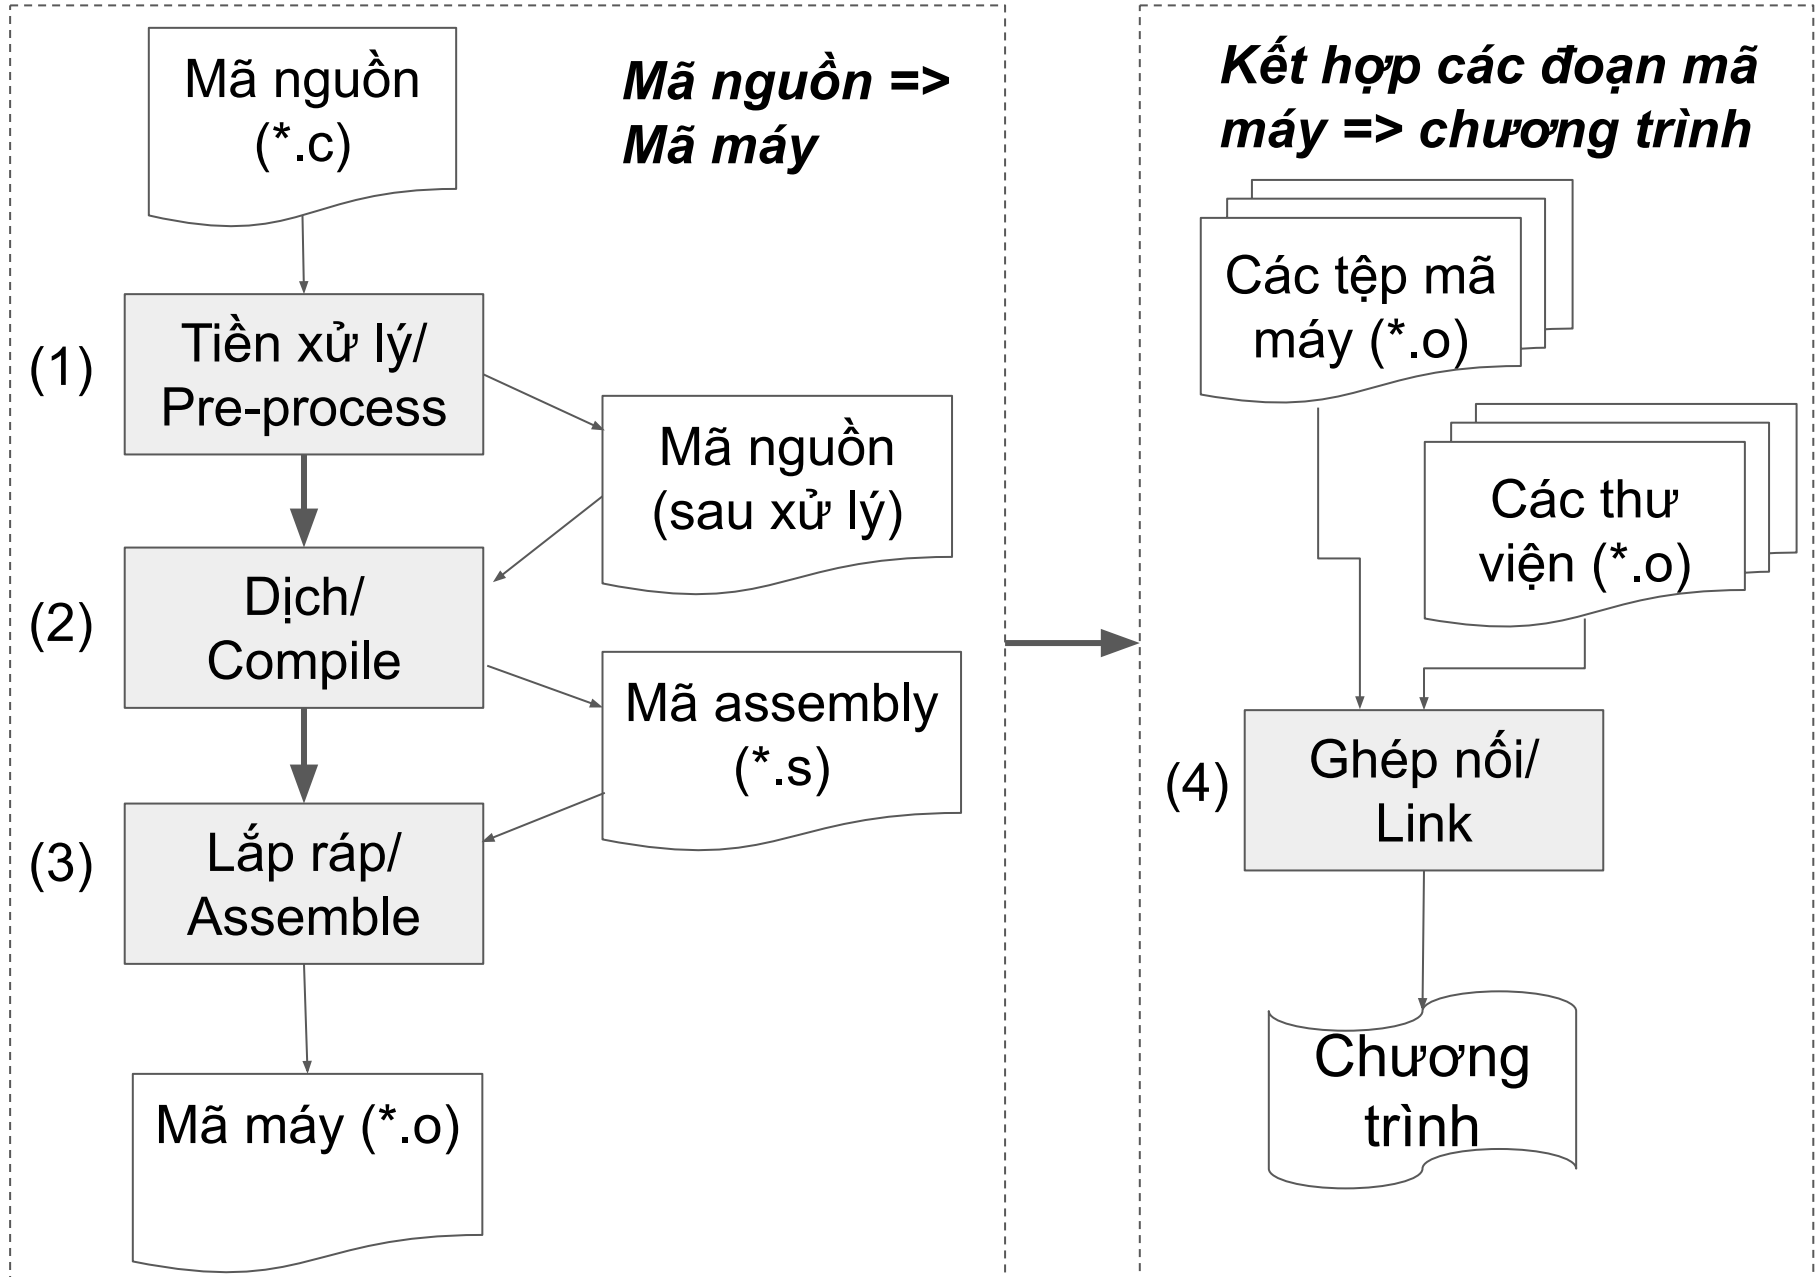 Mã nguồn
(*.c)
Mã nguồn =>
Mã máy
(1)
Tiền xử lý/
Pre-process
Mã nguồn
(sau xử lý)
(2)
Dịch/
Compile
Mã assembly
(*.s)
(3)
Lắp ráp/
Assemble
Mã máy (*.o)
Kết hợp các đoạn mã
máy => chương trình
Các tệp mã
máy (*.o)
Các thư
viện (*.o)
(4)
Ghép nối/
Link
Chương
trình